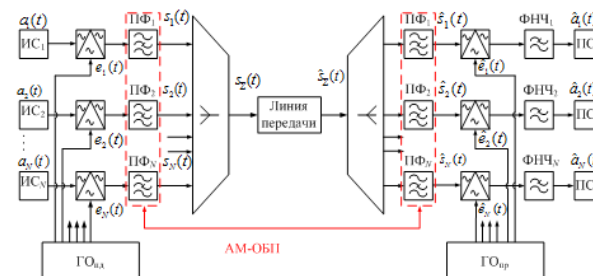 a₁(t) ПФ₁ s₁(t) ПФ₁ ŝ₁(t) ФНЧ₁ â₁(t)
ИС₁ ПС
e₁(t) ê₁(t)
a₂(t) ПФ₂ s₂(t) s_Σ(t) ŝ_Σ(t) ПФ₂ ŝ₂(t) ФНЧ₂ â₂(t)
ИС₂ Линия передачи ПС
e₂(t) ê₂(t)
a_N(t) ПФ_N s_N(t) ПФ_N ŝ_N(t) ФНЧ_N â_N(t)
ИС_N ПС
e_N(t) ê_N(t)
АМ-ОБП
ГОпд ГОпр